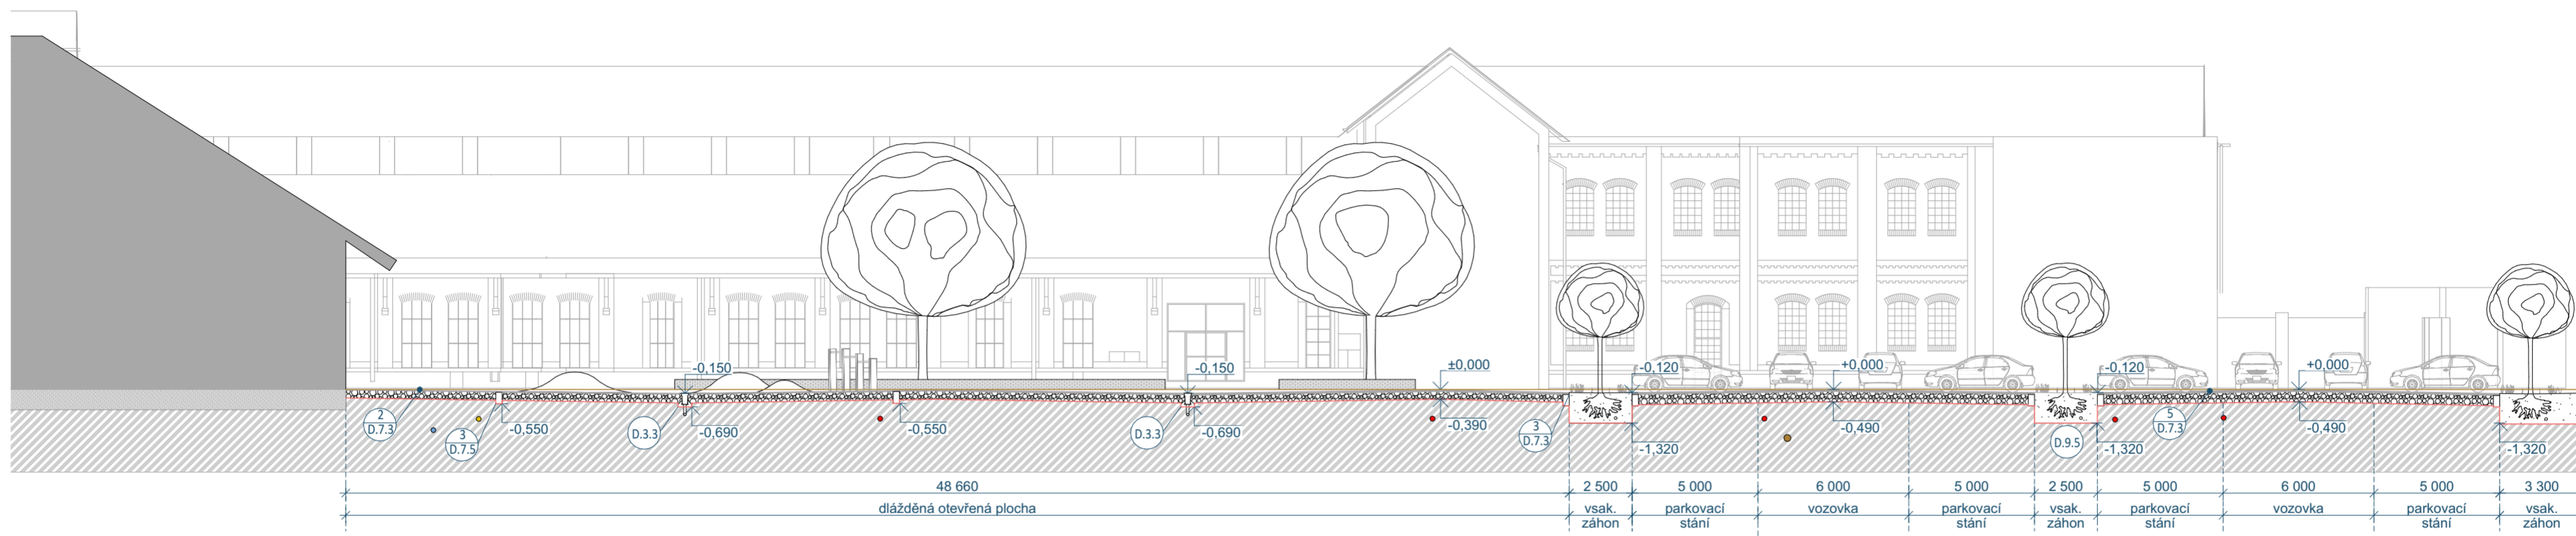 -0,150
-0,150
±0,000
-0,120
+0,000
-0,120
+0,000
2
D.7.3
3
D.7.5
-0,550
D.3.3
-0,690
-0,550
D.3.3
-0,690
-0,390
3
D.7.3
-1,320
-0,490
D.9.5
-1,320
5
D.7.3
-0,490
-1,320
48 660
2 500
5 000
6 000
5 000
2 500
5 000
6 000
5 000
3 300
dlážděná otevřená plocha
vsak.
záhon
parkovací
stání
vozovka
parkovací
stání
vsak.
záhon
parkovací
stání
vozovka
parkovací
stání
vsak.
záhon